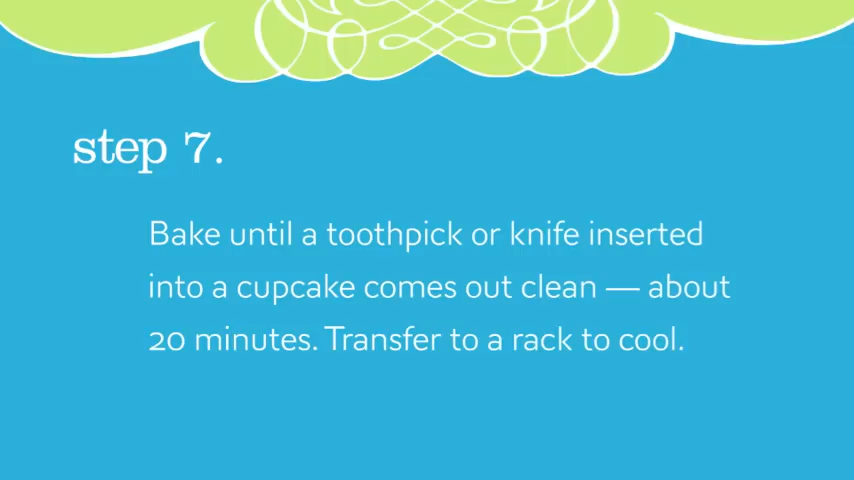 step 7.
Bake until a toothpick or knife inserted
into a cupcake comes out clean — about
20 minutes. Transfer to a rack to cool.